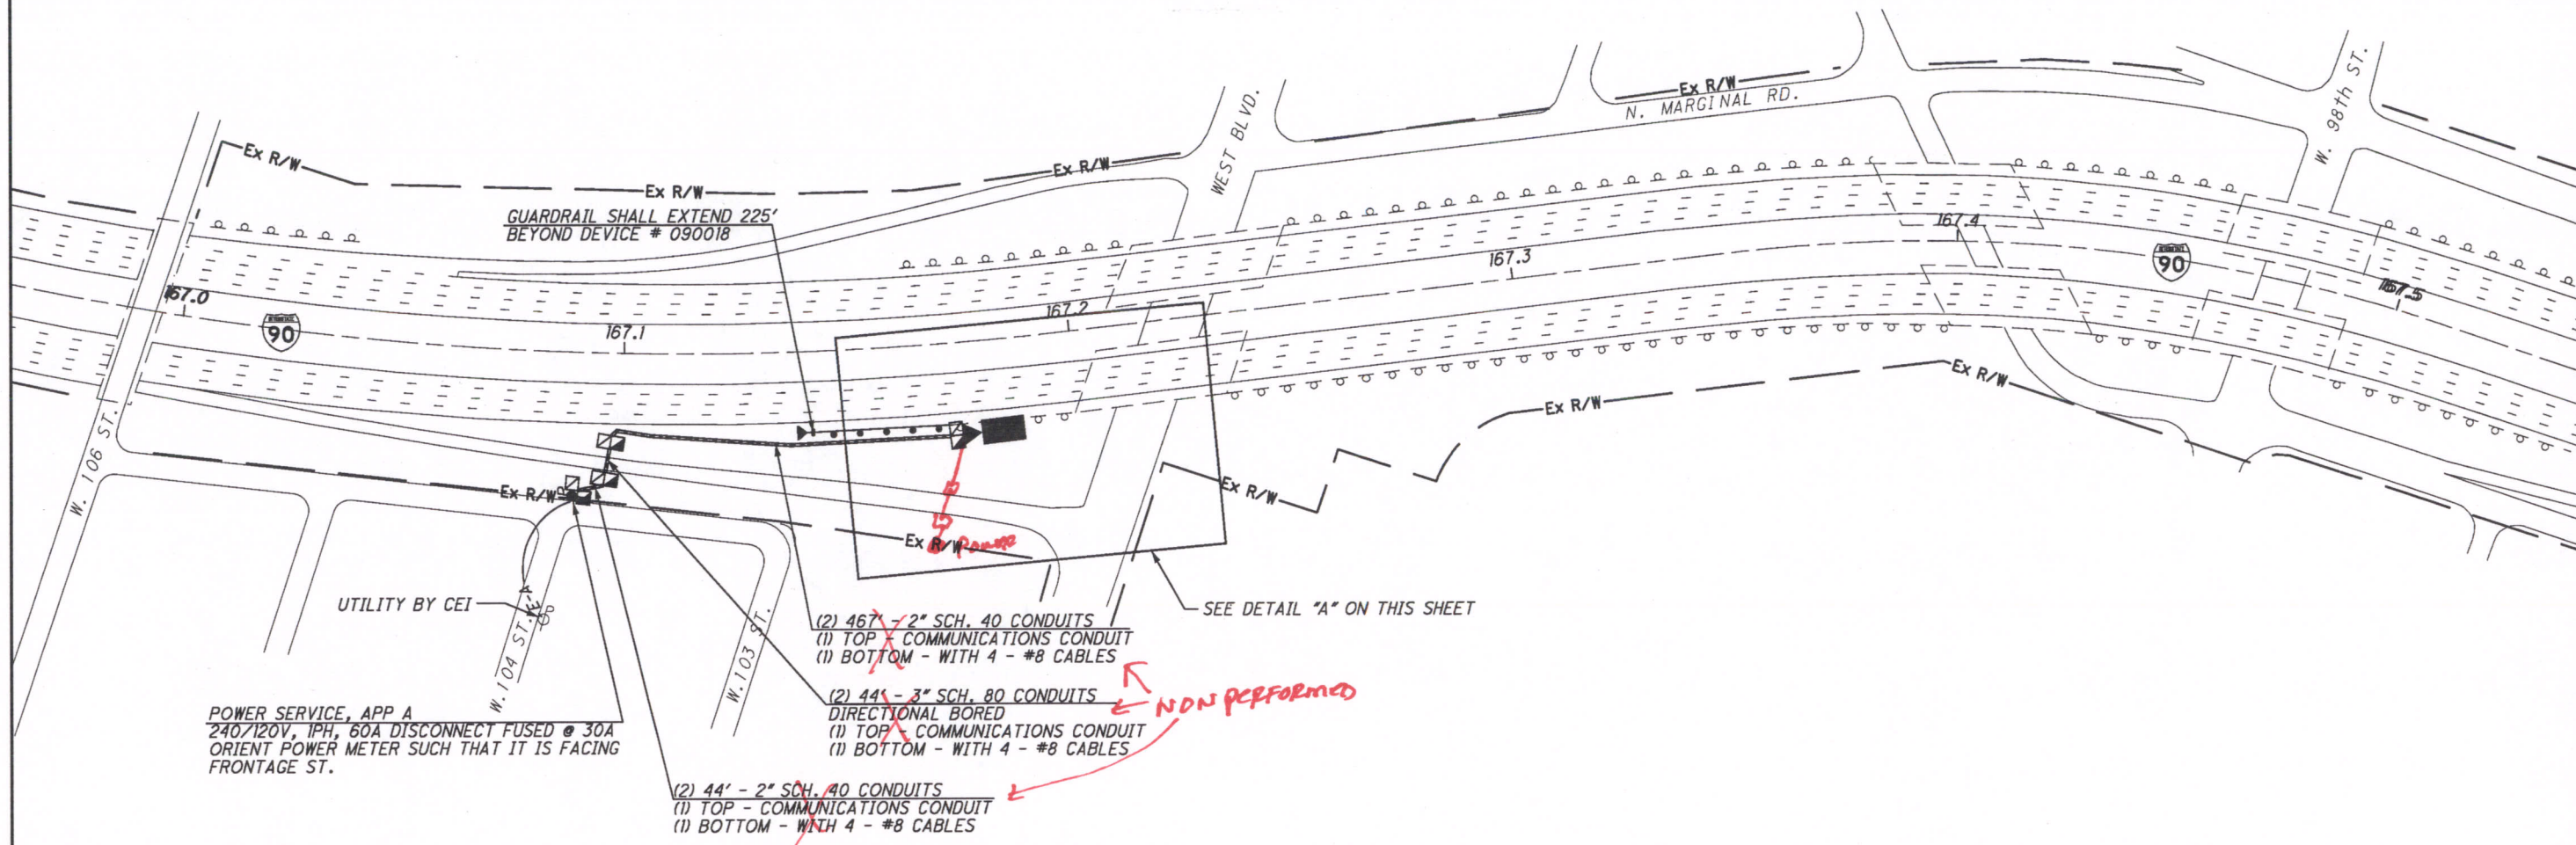 Ex R/W
Ex R/W
Ex R/W
Ex R/W
N. MARGINAL RD.
WEST BLVD.
W. 98th ST.
GUARDRAIL SHALL EXTEND 225'
BEYOND DEVICE # 090018
167.0
90
167.1
167.2
167.3
167.4
90
167.5
W. 106 ST.
Ex R/W
Ex R/W
Power
Ex R/W
Ex R/W
Ex R/W
UTILITY BY CEI
W.104 ST.
W.103 ST.
SEE DETAIL "A" ON THIS SHEET
(2) 467' - 2" SCH. 40 CONDUITS
(1) TOP - COMMUNICATIONS CONDUIT
(1) BOTTOM - WITH 4 - #8 CABLES
(2) 44' - 3" SCH. 80 CONDUITS
DIRECTIONAL BORED
(1) TOP - COMMUNICATIONS CONDUIT
(1) BOTTOM - WITH 4 - #8 CABLES
NON PERFORMED
POWER SERVICE, APP A
240/120V, 1PH, 60A DISCONNECT FUSED @ 30A
ORIENT POWER METER SUCH THAT IT IS FACING
FRONTAGE ST.
(2) 44' - 2" SCH. 40 CONDUITS
(1) TOP - COMMUNICATIONS CONDUIT
(1) BOTTOM - WITH 4 - #8 CABLES